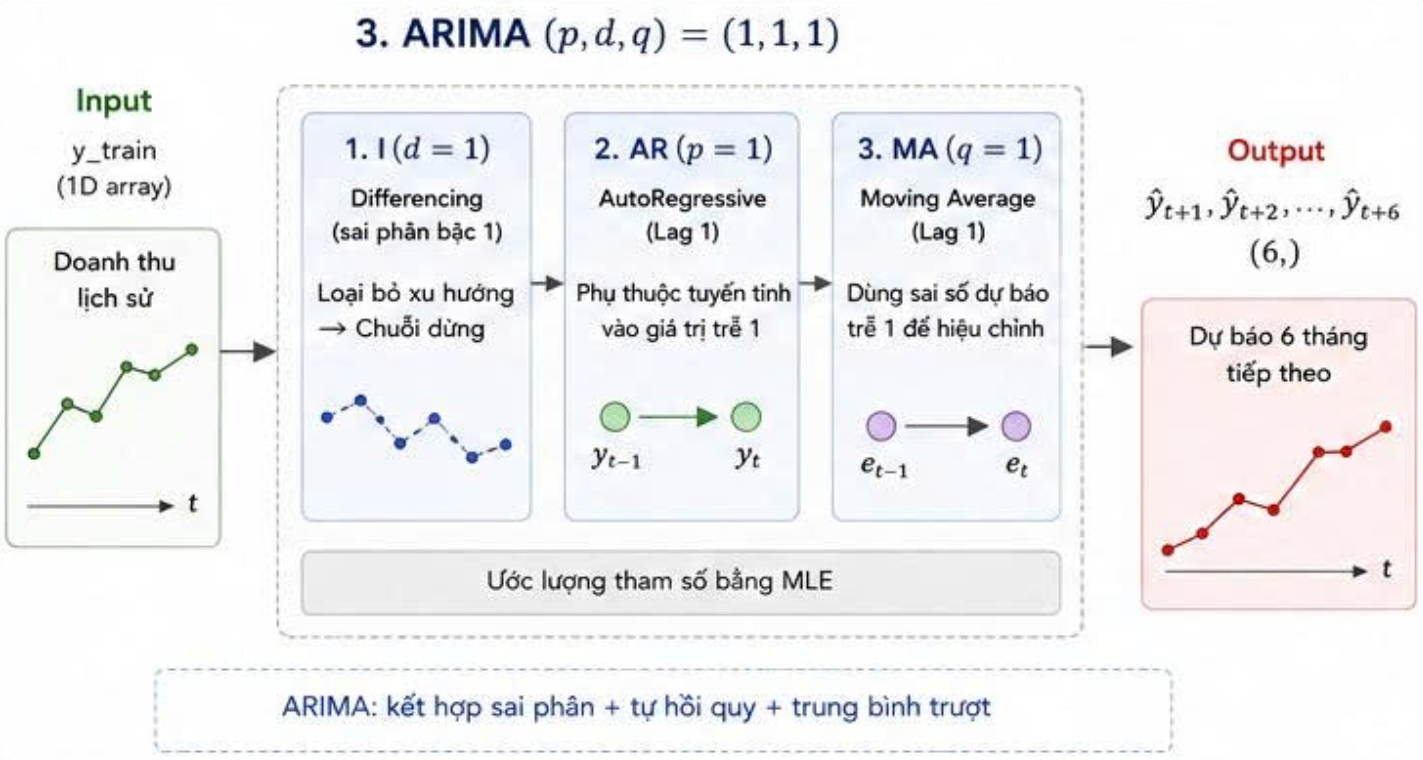 3. ARIMA (p, d, q) = (1, 1, 1)
Input
y_train
(1D array)
Doanh thu
lịch sử
t
1. I (d = 1)
Differencing
(sai phân bậc 1)
Loại bỏ xu hướng
→ Chuỗi dừng
2. AR (p = 1)
AutoRegressive
(Lag 1)
Phụ thuộc tuyến tinh
vào giá trị trễ 1
y_{t-1} y_t
3. MA (q = 1)
Moving Average
(Lag 1)
Dùng sai số dự báo
trễ 1 để hiệu chỉnh
e_{t-1} e_t
Ước lượng tham số bằng MLE
Output
ŷ_{t+1}, ŷ_{t+2}, ..., ŷ_{t+6}
(6,)
Dự báo 6 tháng
tiếp theo
t
ARIMA: kết hợp sai phân + tự hồi quy + trung bình trượt